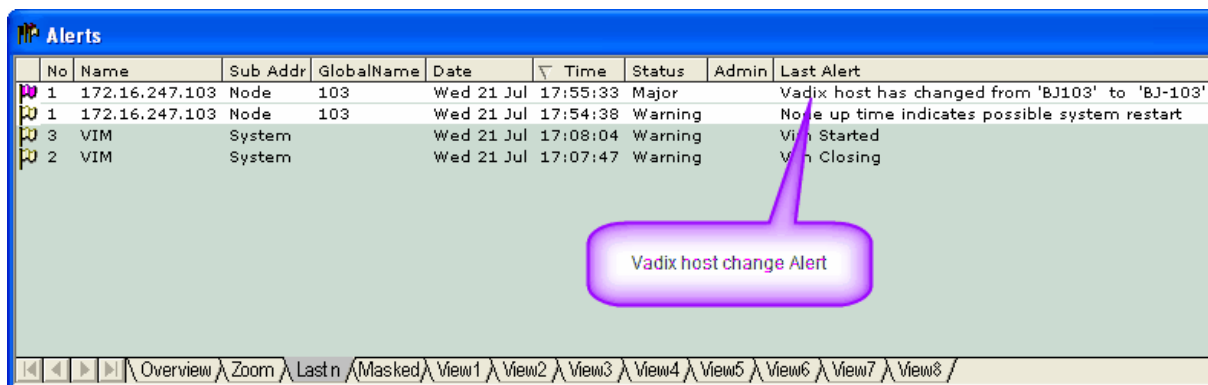 Alerts
No Name Sub Addr GlobalName Date Time Status Admin Last Alert
1 172.16.247.103 Node 103 Wed 21 Jul 17:55:33 Major Vadix host has changed from 'BJ103' to 'BJ-103'
1 172.16.247.103 Node 103 Wed 21 Jul 17:54:38 Warning Node up time indicates possible system restart
3 VIM System Wed 21 Jul 17:08:04 Warning Vim Started
2 VIM System Wed 21 Jul 17:07:47 Warning Vim Closing
Vadix host change Alert
Overview Zoom Last n (Masked) View1 View2 View3 View4 View5 View6 View7 View8